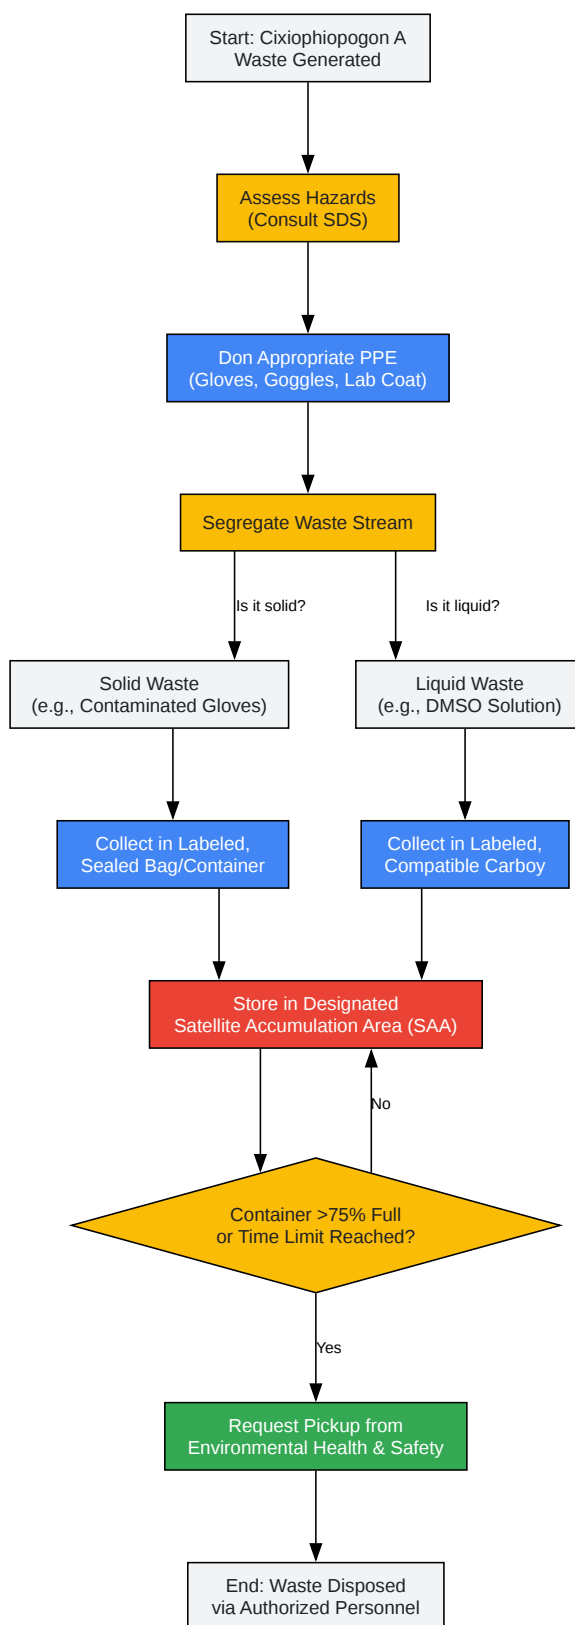 Start: Cixiophiopogon A
Waste Generated
Assess Hazards
(Consult SDS)
Don Appropriate PPE
(Gloves, Goggles, Lab Coat)
Segregate Waste Stream
Is it solid?
Is it liquid?
Solid Waste
(e.g., Contaminated Gloves)
Liquid Waste
(e.g., DMSO Solution)
Collect in Labeled,
Sealed Bag/Container
Collect in Labeled,
Compatible Carboy
Store in Designated
Satellite Accumulation Area (SAA)
No
Container >75% Full
or Time Limit Reached?
Yes
Request Pickup from
Environmental Health & Safety
End: Waste Disposed
via Authorized Personnel